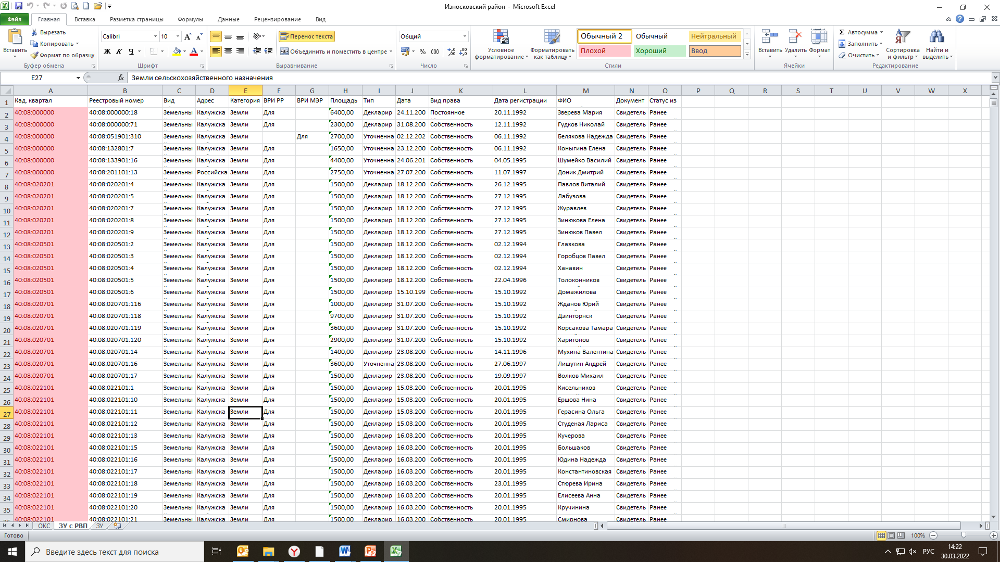 Износковский район - Microsoft Excel
Файл Главная Вставка Разметка страницы Формулы Данные Рецензирование Вид
Вставить Вырезать Копировать Формат по образцу Буфер обмена
Calibri 10 Ж К Ч Шрифт
Перенос текста Объединить и поместить в центре Выравнивание
Общий % 000 Число
Условное форматирование Форматировать как таблицу Обычный 2 Обычный Нейтральный Плохой Хороший Ввод Стили
Вставить Удалить Формат Ячейки
Автосумма Заполнить Очистить Сортировка и фильтр Найти и выделить Редактирование
E27 fx Земли сельскохозяйственного назначения
A B C D E F G H I J K L M N O P Q R S T U V W X
1 Кад. квартал Реестровый номер Вид Адрес Категория ВРИ РР ВРИ МЭР Площадь Тип Дата Вид права Дата регистрации ФИО Документ Статус из
2 40:08:000000 40:08:000000:18 Земельны Калужска Земли Для 6400,00 Декларир 24.11.200 Постоянное 20.11.1992 Зверева Мария Свидетель Ранее
3 40:08:000000 40:08:000000:71 Земельны Калужска Земли Для 2300,00 Декларир 31.08.200 Собственность 12.11.1992 Гудков Николай Свидетель Ранее
4 40:08:000000 40:08:051901:310 Земельны Калужска Земли Для 2700,00 Уточненна 02.12.202 Собственность 06.11.1992 Белякова Надежда Свидетель Ранее
5 40:08:000000 40:08:132801:7 Земельны Калужска Земли Для 1650,00 Уточненна 23.12.200 Собственность 06.11.1992 Коныгина Елена Свидетель Ранее
6 40:08:000000 40:08:133901:16 Земельны Калужска Земли Для 4400,00 Уточненна 24.06.201 Собственность 04.05.1995 Шумейко Василий Свидетель Ранее
7 40:08:000000 40:08:201101:13 Земельны Российска Земли Для 2750,00 Уточненна 27.07.200 Собственность 11.07.1997 Доник Дмитрий Свидетель Ранее
8 40:08:020201 40:08:020201:4 Земельны Калужска Земли Для 1500,00 Декларир 18.12.200 Собственность 26.12.1995 Павлов Виталий Свидетель Ранее
9 40:08:020201 40:08:020201:5 Земельны Калужска Земли Для 1500,00 Декларир 18.12.200 Собственность 27.12.1995 Лабузова Свидетель Ранее
10 40:08:020201 40:08:020201:7 Земельны Калужска Земли Для 1500,00 Декларир 18.12.200 Собственность 27.12.1995 Журавлев Свидетель Ранее
11 40:08:020201 40:08:020201:8 Земельны Калужска Земли Для 1500,00 Декларир 18.12.200 Собственность 27.12.1995 Зинюкова Елена Свидетель Ранее
12 40:08:020201 40:08:020201:9 Земельны Калужска Земли Для 1500,00 Декларир 18.12.200 Собственность 27.12.1995 Зинюков Павел Свидетель Ранее
13 40:08:020501 40:08:020501:2 Земельны Калужска Земли Для 1500,00 Декларир 18.12.200 Собственность 02.12.1994 Глазкова Свидетель Ранее
14 40:08:020501 40:08:020501:3 Земельны Калужска Земли Для 1500,00 Декларир 18.12.200 Собственность 02.12.1994 Горобцов Павел Свидетель Ранее
15 40:08:020501 40:08:020501:4 Земельны Калужска Земли Для 1500,00 Декларир 18.12.200 Собственность 02.12.1994 Ханавин Свидетель Ранее
16 40:08:020501 40:08:020501:5 Земельны Калужска Земли Для 1500,00 Декларир 18.12.200 Собственность 22.04.1996 Толоконников Свидетель Ранее
17 40:08:020501 40:08:020501:6 Земельны Калужска Земли Для 1500,00 Декларир 15.10.199 Собственность 15.10.1992 Домажилова Свидетель Ранее
18 40:08:020701 40:08:020701:116 Земельны Калужска Земли Для 1000,00 Декларир 31.07.200 Собственность 15.10.1992 Жданов Юрий Свидетель Ранее
19 40:08:020701 40:08:020701:118 Земельны Калужска Земли Для 9700,00 Декларир 31.07.200 Собственность 15.10.1992 Дзинторнск Свидетель Ранее
20 40:08:020701 40:08:020701:119 Земельны Калужска Земли Для 3600,00 Декларир 31.07.200 Собственность 15.10.1992 Корсакова Тамара Свидетель Ранее
21 40:08:020701 40:08:020701:120 Земельны Калужска Земли Для 2900,00 Декларир 31.07.200 Собственность 15.10.1992 Харитонов Свидетель Ранее
22 40:08:020701 40:08:020701:14 Земельны Калужска Земли Для 1400,00 Декларир 23.08.200 Собственность 14.11.1996 Мухина Валентина Свидетель Ранее
23 40:08:020701 40:08:020701:16 Земельны Калужска Земли Для 3600,00 Уточненна 23.08.200 Собственность 27.06.1997 Лишутин Андрей Свидетель Ранее
24 40:08:020701 40:08:020701:17 Земельны Калужска Земли Для 1500,00 Декларир 23.08.200 Собственность 19.09.1997 Волков Михаил Свидетель Ранее
25 40:08:022101 40:08:022101:1 Земельны Калужска Земли Для 1500,00 Декларир 15.03.200 Собственность 20.01.1995 Кисельников Свидетель Ранее
26 40:08:022101 40:08:022101:10 Земельны Калужска Земли Для 1500,00 Декларир 15.03.200 Собственность 20.01.1995 Ершова Нина Свидетель Ранее
27 40:08:022101 40:08:022101:11 Земельны Калужска Земли Для 1500,00 Декларир 15.03.200 Собственность 20.01.1995 Герасина Ольга Свидетель Ранее
28 40:08:022101 40:08:022101:12 Земельны Калужска Земли Для 1500,00 Декларир 15.03.200 Собственность 20.01.1995 Студеная Лариса Свидетель Ранее
29 40:08:022101 40:08:022101:13 Земельны Калужска Земли Для 1500,00 Декларир 16.03.200 Собственность 20.01.1995 Кучерова Свидетель Ранее
30 40:08:022101 40:08:022101:15 Земельны Калужска Земли Для 1500,00 Декларир 16.03.200 Собственность 20.01.1995 Большаков Свидетель Ранее
31 40:08:022101 40:08:022101:16 Земельны Калужска Земли Для 1500,00 Декларир 16.03.200 Собственность 20.01.1995 Юдина Надежда Свидетель Ранее
32 40:08:022101 40:08:022101:17 Земельны Калужска Земли Для 1500,00 Декларир 16.03.200 Собственность 20.01.1995 Константиновская Свидетель Ранее
33 40:08:022101 40:08:022101:18 Земельны Калужска Земли Для 1500,00 Декларир 16.03.200 Собственность 23.01.1995 Стюрева Ирина Свидетель Ранее
34 40:08:022101 40:08:022101:19 Земельны Калужска Земли Для 1500,00 Декларир 16.03.200 Собственность 20.01.1995 Елисеева Анна Свидетель Ранее
35 40:08:022101 40:08:022101:20 Земельны Калужска Земли Для 1500,00 Декларир 16.03.200 Собственность 20.01.1995 Кручинина Свидетель Ранее
40:08:022101 40:08:022101:21 Земельны Калужска Земли Для 1500,00 Декларир 16.03.200 Собственность 20.01.1995 Смирнова Свидетель Ранее
ОКС ЗУ с РВП ЗУ
Готово 100%
Введите здесь текст для поиска РУС 14:22
30.03.2022